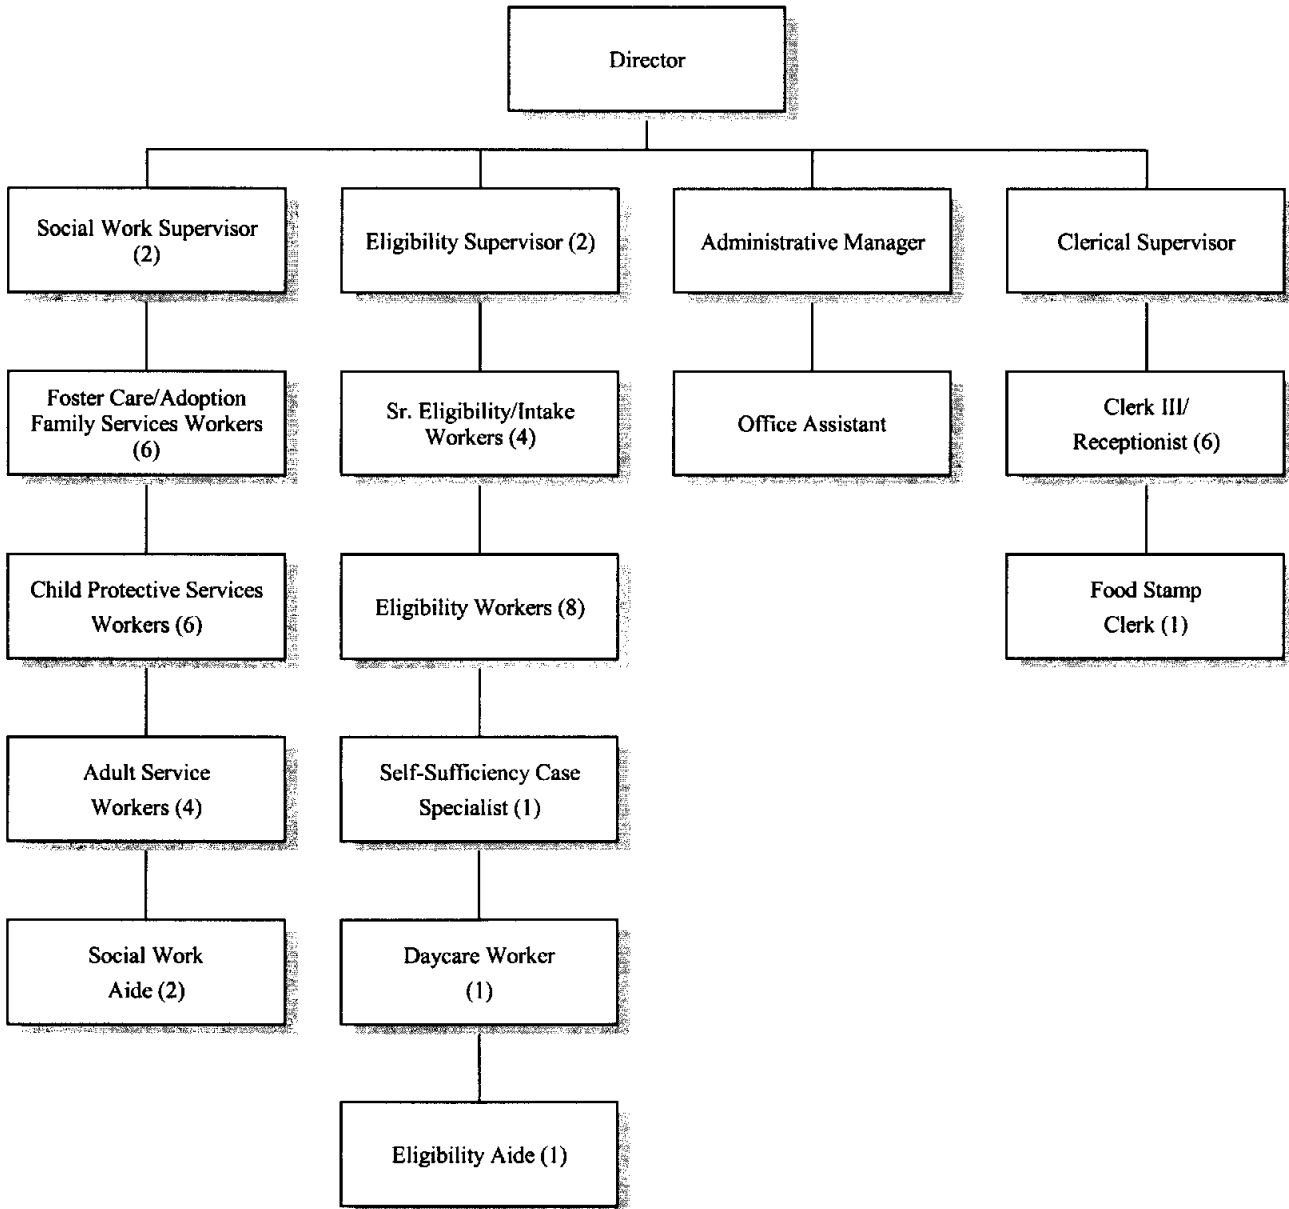 Director
Social Work Supervisor
(2)
Eligibility Supervisor (2)
Administrative Manager
Clerical Supervisor
Foster Care/Adoption
Family Services Workers
(6)
Sr. Eligibility/Intake
Workers (4)
Office Assistant
Clerk III/
Receptionist (6)
Child Protective Services
Workers (6)
Eligibility Workers (8)
Food Stamp
Clerk (1)
Adult Service
Workers (4)
Self-Sufficiency Case
Specialist (1)
Social Work
Aide (2)
Daycare Worker
(1)
Eligibility Aide (1)